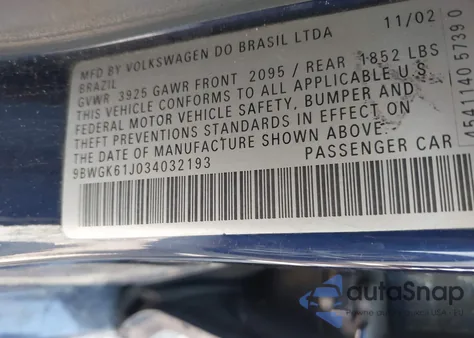 MFD BY VOLKSWAGEN DO BRASIL LTDA 11/02
BRAZIL
GVWR 3925 GAWR FRONT 2095 / REAR 1852 LBS
THIS VEHICLE CONFORMS TO ALL APPLICABLE U.S.
FEDERAL MOTOR VEHICLE SAFETY, BUMPER AND
THEFT PREVENTIONS STANDARDS IN EFFECT ON
THE DATE OF MANUFACTURE SHOWN ABOVE.
9BWGK61J034032193 PASSENGER CAR
541140 57390
autoSnap